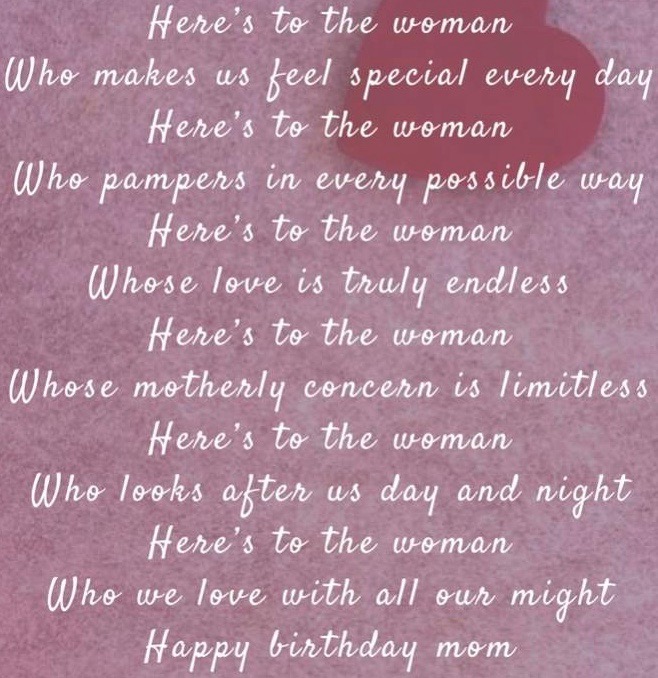 Here's to the woman
Who makes us feel special every day
Here's to the woman
Who pampers in every possible way
Here's to the woman
Whose love is truly endless
Here's to the woman
Whose motherly concern is limitless
Here's to the woman
Who looks after us day and night
Here's to the woman
Who we love with all our might
Happy birthday mom